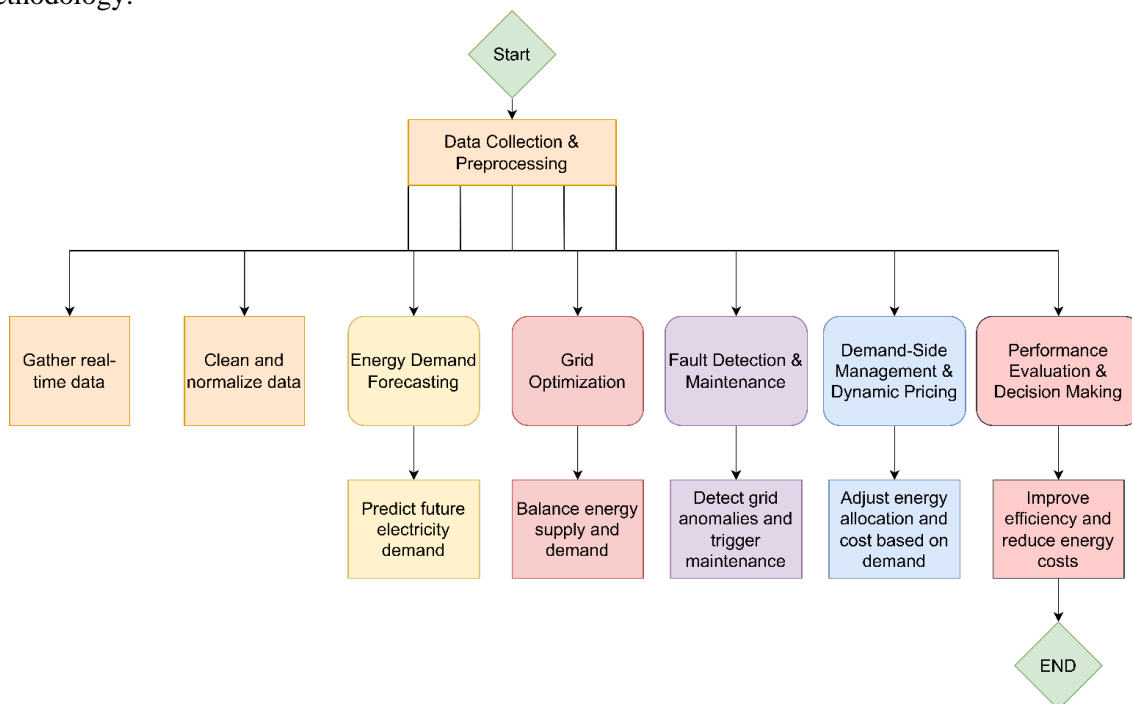 ethodology.
Start
Data Collection &
Preprocessing
Gather real-
time data
Clean and
normalize data
Energy Demand
Forecasting
Grid
Optimization
Fault Detection &
Maintenance
Demand-Side
Management &
Dynamic Pricing
Performance
Evaluation &
Decision Making
Predict future
electricity
demand
Balance energy
supply and
demand
Detect grid
anomalies and
trigger
maintenance
Adjust energy
allocation and
cost based on
demand
Improve
efficiency and
reduce energy
costs
END